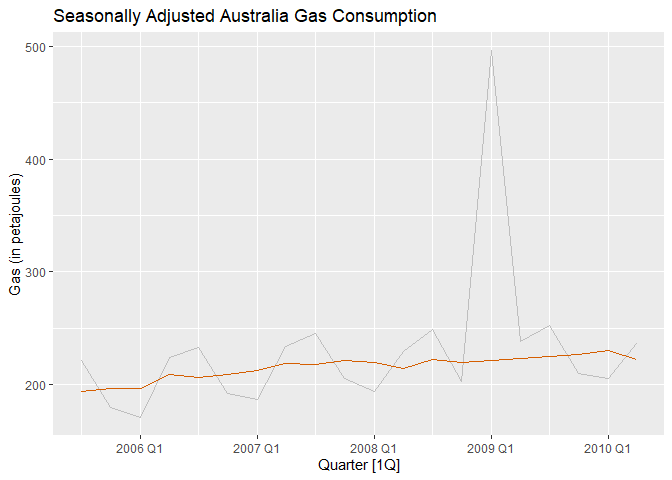 Seasonally Adjusted Australia Gas Consumption
500
400
300
200
Gas (in petajoules)
2006 Q1
2007 Q1
2008 Q1
2009 Q1
2010 Q1
Quarter [1Q]